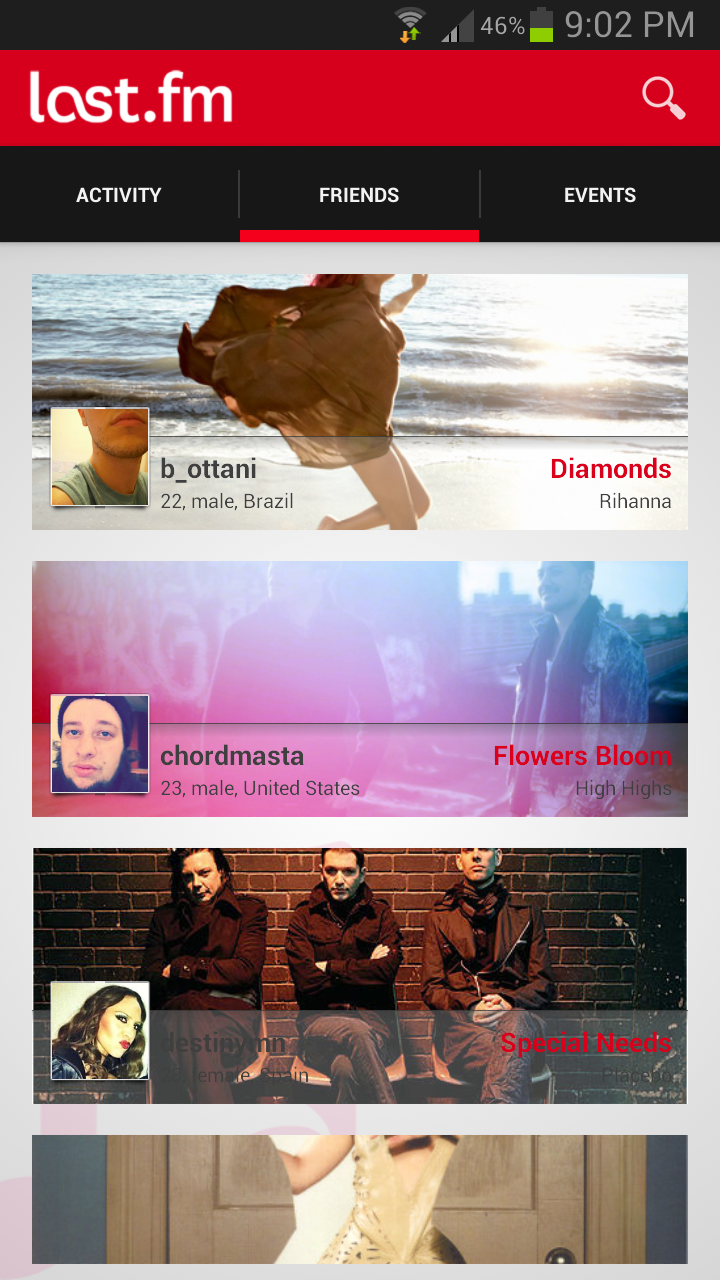 46% 9:02 PM
last.fm
ACTIVITY FRIENDS EVENTS
b_ottani Diamonds
22, male, Brazil Rihanna
chordmasta Flowers Bloom
23, male, United States High Highs
destinymn Special Needs
female, Spain Placebo